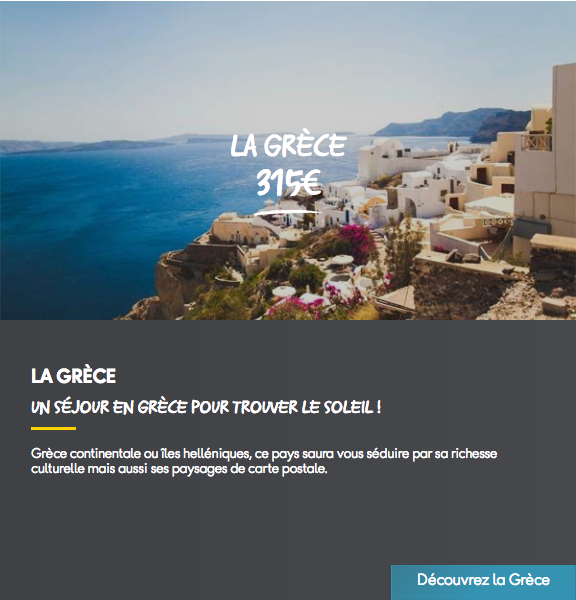 LA GRÈCE
315€
LA GRÈCE
UN SÉJOUR EN GRÈCE POUR TROUVER LE SOLEIL !
Grèce continentale ou îles helléniques, ce pays saura vous séduire par sa richesse
culturelle mais aussi ses paysages de carte postale.
Découvrez la Grèce